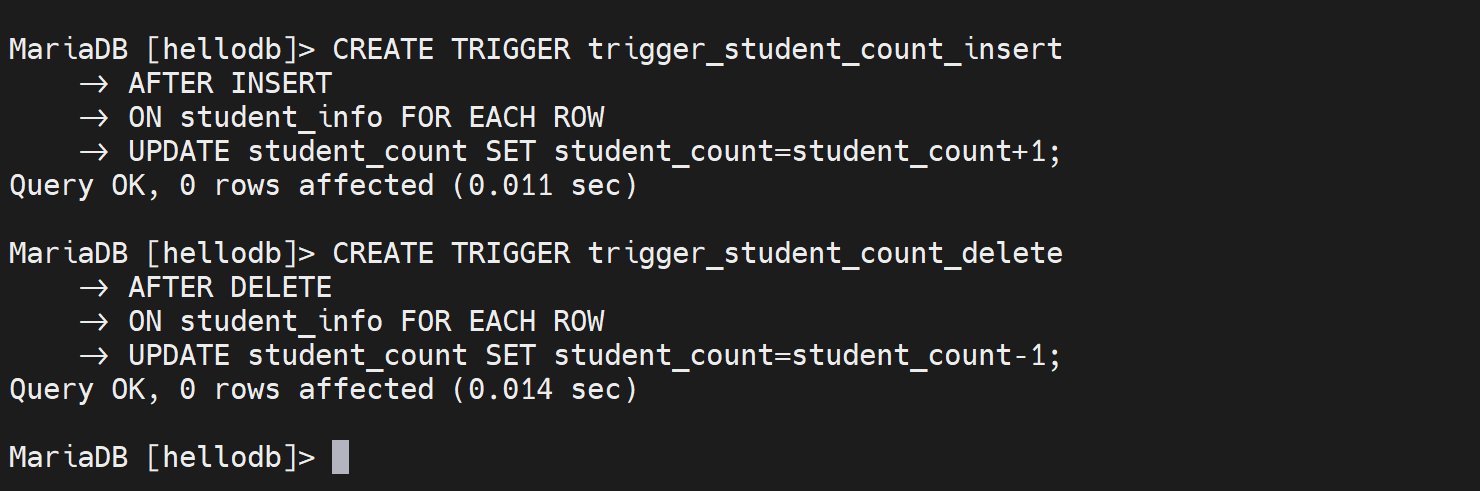 MariaDB [hellodb]> CREATE TRIGGER trigger_student_count_insert
    -> AFTER INSERT
    -> ON student_info FOR EACH ROW
    -> UPDATE student_count SET student_count=student_count+1;
Query OK, 0 rows affected (0.011 sec)

MariaDB [hellodb]> CREATE TRIGGER trigger_student_count_delete
    -> AFTER DELETE
    -> ON student_info FOR EACH ROW
    -> UPDATE student_count SET student_count=student_count-1;
Query OK, 0 rows affected (0.014 sec)

MariaDB [hellodb]>